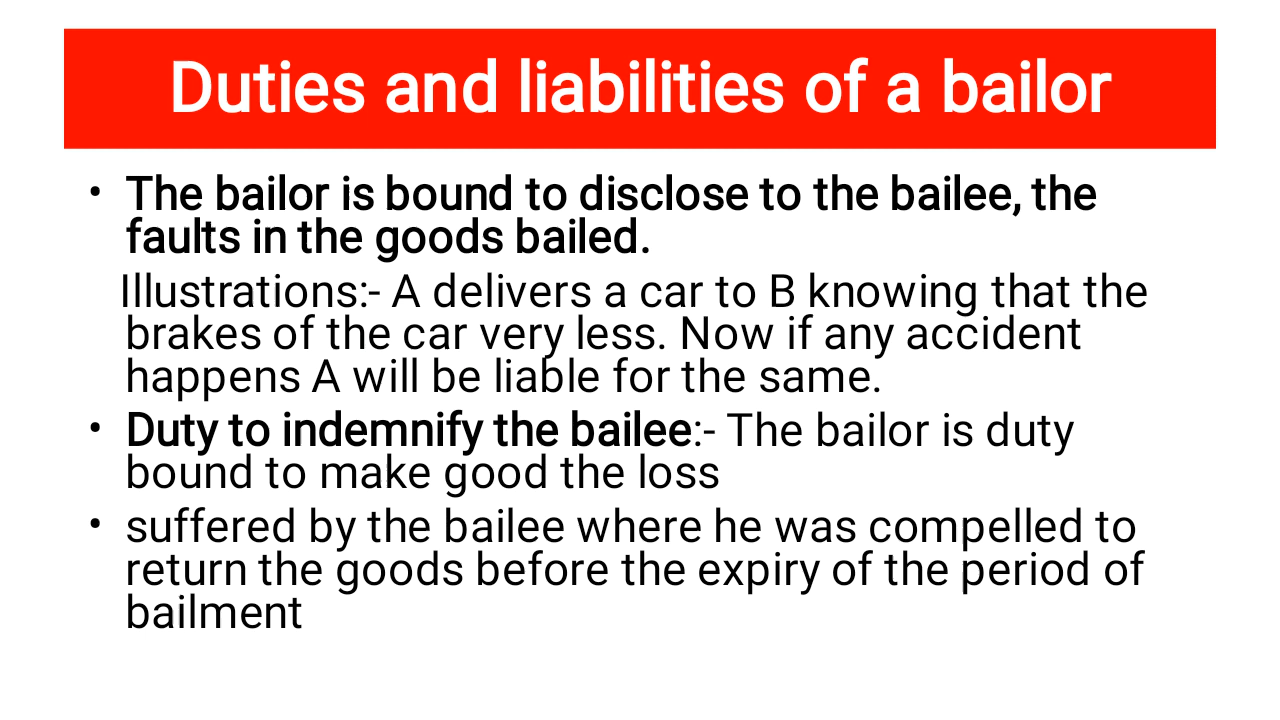 Duties and liabilities of a bailor
• The bailor is bound to disclose to the bailee, the
faults in the goods bailed.
Illustrations:- A delivers a car to B knowing that the
brakes of the car very less. Now if any accident
happens A will be liable for the same.
• Duty to indemnify the bailee:- The bailor is duty
bound to make good the loss
• suffered by the bailee where he was compelled to
return the goods before the expiry of the period of
bailment